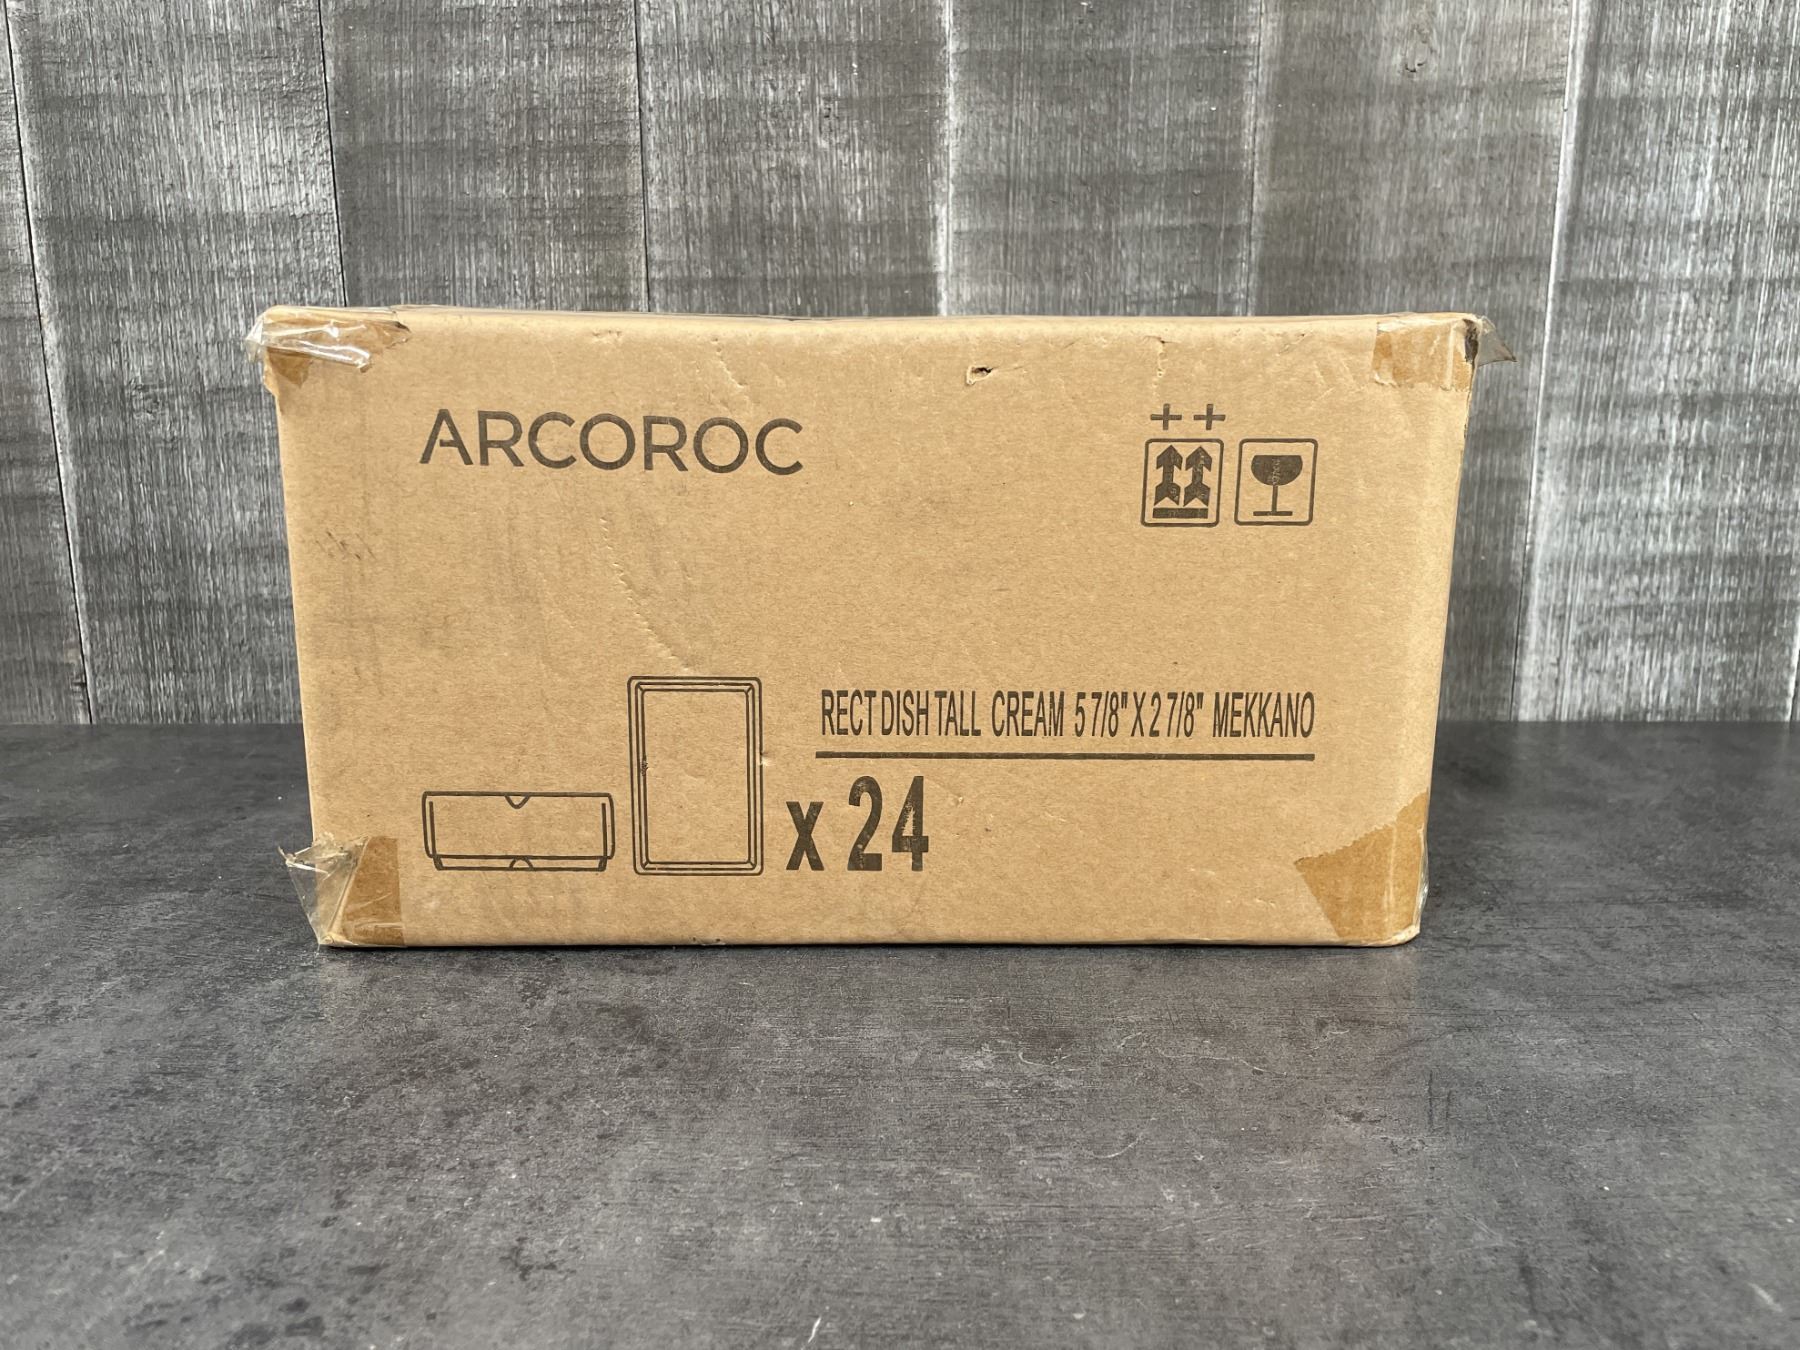 ARCOROC
RECT DISH TALL CREAM 5 7/8" X 2 7/8" MEKKANO
x 24